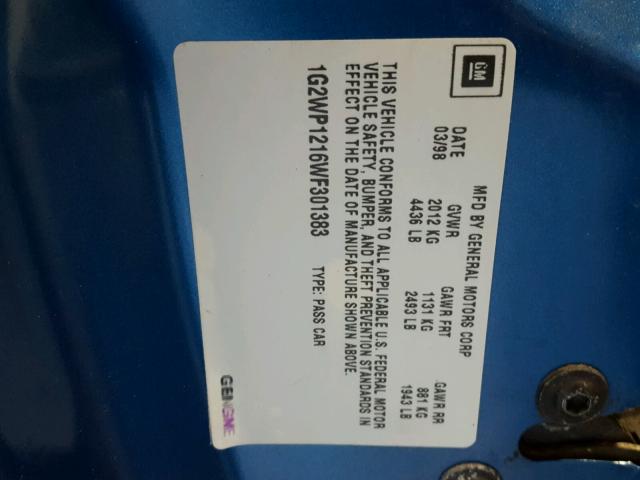 GM
MFD BY GENERAL MOTORS CORP
DATE GVWR GAWR FRT GAWR RR
03/98 2012 KG 1131 KG 881 KG
4436 LB 2493 LB 1943 LB
THIS VEHICLE CONFORMS TO ALL APPLICABLE U.S. FEDERAL MOTOR
VEHICLE SAFETY, BUMPER, AND THEFT PREVENTION STANDARDS IN
EFFECT ON THE DATE OF MANUFACTURE SHOWN ABOVE.
1G2WP1216WF301383 TYPE: PASS CAR